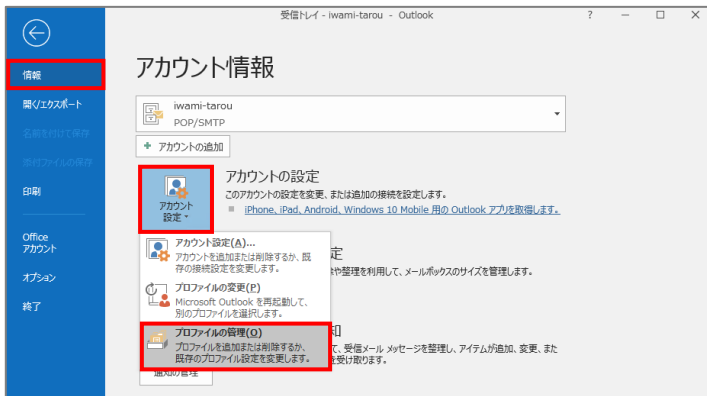 受信トレイ - iwami-tarou - Outlook
?
情報
開く/エクスポート
名前を付けて保存
添付ファイルの保存
印刷
Office
アカウント
オプション
終了
アカウント情報
iwami-tarou
POP/SMTP
+ アカウントの追加
アカウント
設定
アカウントの設定
このアカウントの設定を変更、または追加の接続を設定します。
iPhone、iPad、Android、Windows 10 Mobile 用の Outlook アプリを取得します。
アカウント設定(A)...
アカウントを追加または削除するか、既
存の接続設定を変更します。
プロファイルの変更(P)
Microsoft Outlook を再起動して、
別のプロファイルを選択します。
プロファイルの管理(O)
プロファイルを追加または削除するか、
既存のプロファイル設定を変更します。
定
や整理を利用して、メールボックスのサイズを管理します。
知
て、受信メール メッセージを整理し、アイテムが追加、変更、また
を受け取ります。
通知の管理